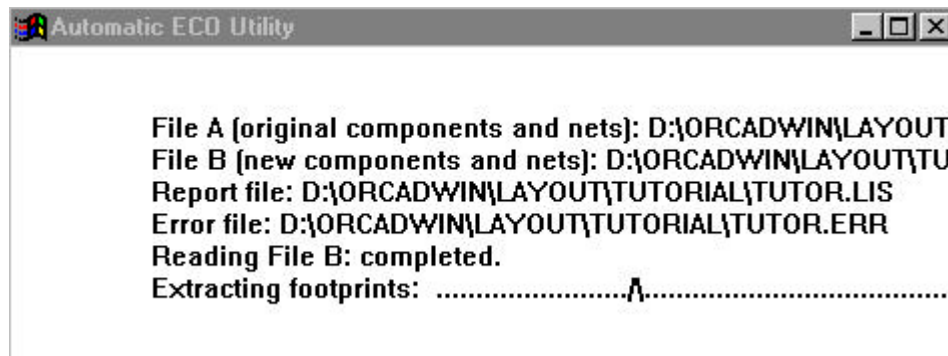 Automatic ECO Utility
File A (original components and nets): D:\ORCADWIN\LAYOUT
File B (new components and nets): D:\ORCADWIN\LAYOUT\TU
Report file: D:\ORCADWIN\LAYOUT\TUTORIAL\TUTOR.LIS
Error file: D:\ORCADWIN\LAYOUT\TUTORIAL\TUTOR.ERR
Reading File B: completed.
Extracting footprints: ......................../\......................................